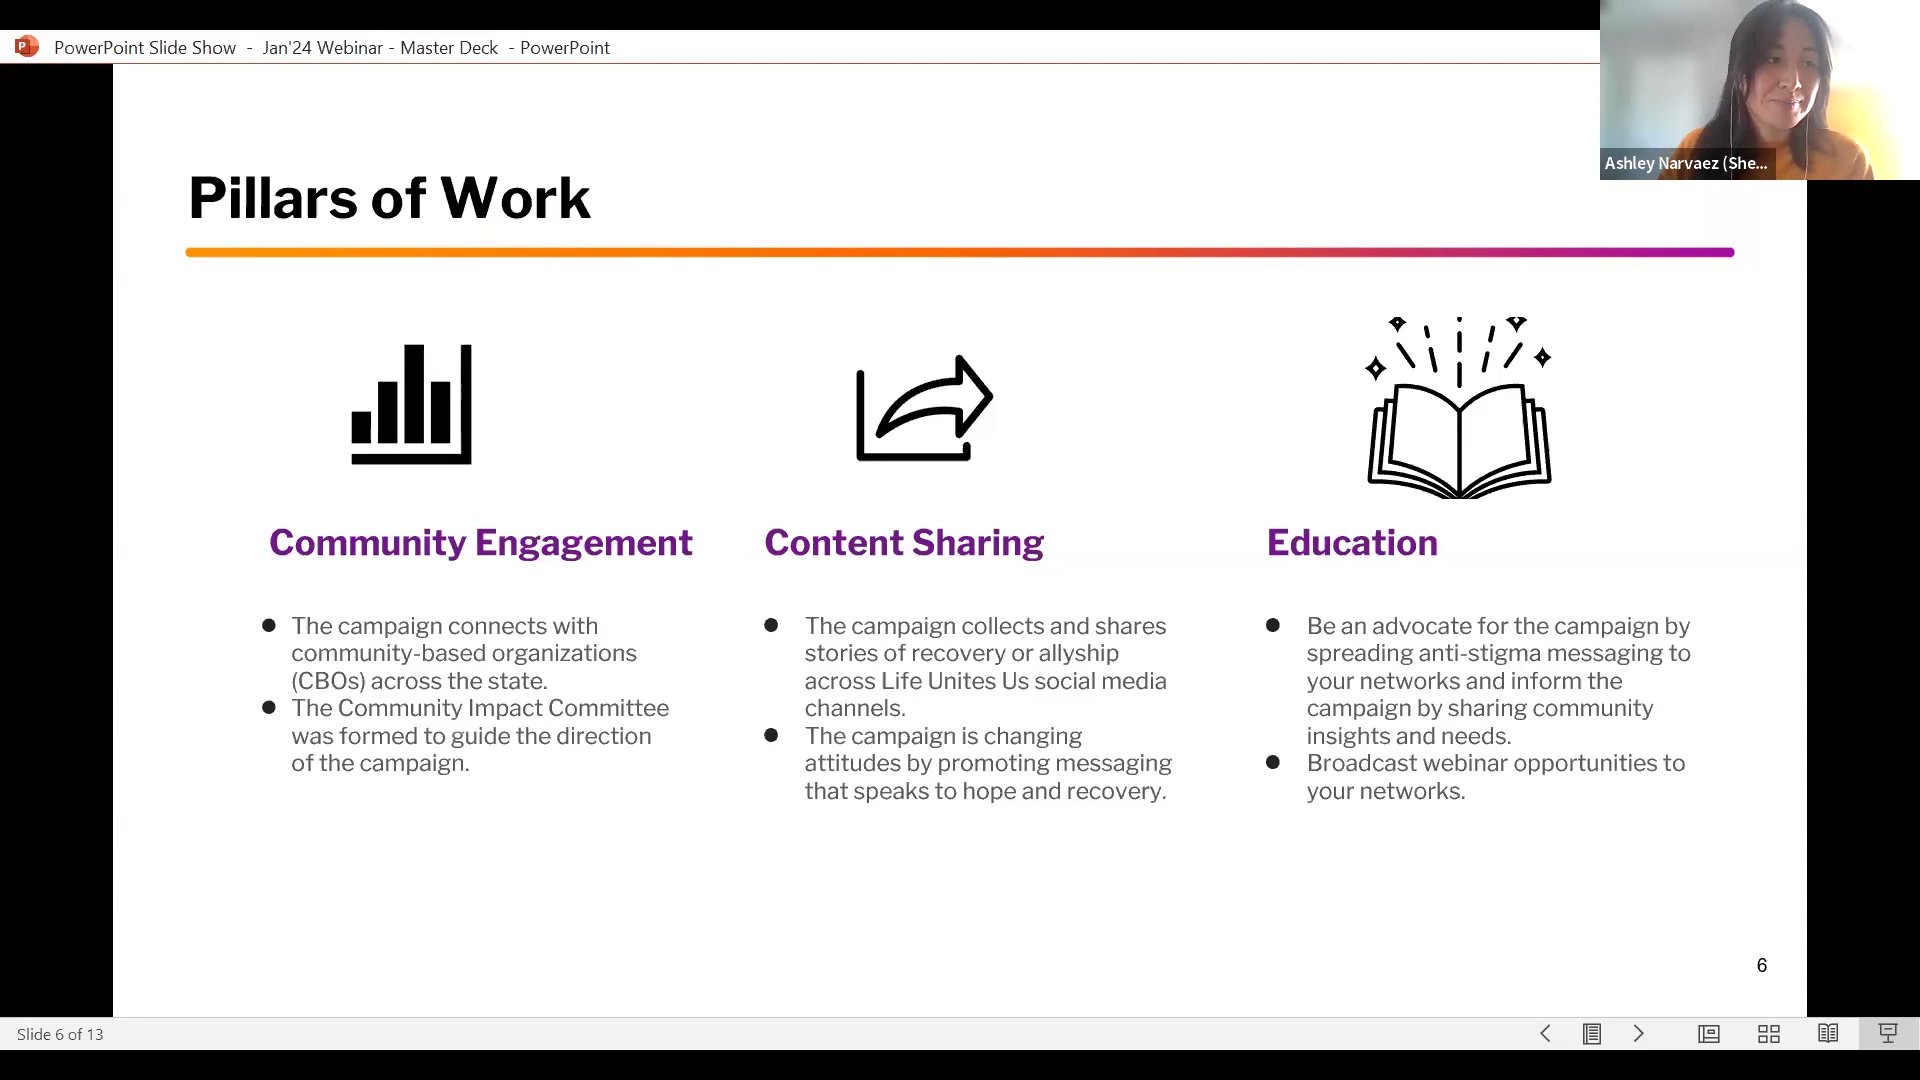 PowerPoint Slide Show - Jan'24 Webinar - Master Deck - PowerPoint
Ashley Narvaez (She...
Pillars of Work
Community Engagement
The campaign connects with
community-based organizations
(CBOs) across the state.
The Community Impact Committee
was formed to guide the direction
of the campaign.
Content Sharing
The campaign collects and shares
stories of recovery or allyship
across Life Unites Us social media
channels.
The campaign is changing
attitudes by promoting messaging
that speaks to hope and recovery.
Education
Be an advocate for the campaign by
spreading anti-stigma messaging to
your networks and inform the
campaign by sharing community
insights and needs.
Broadcast webinar opportunities to
your networks.
6
Slide 6 of 13